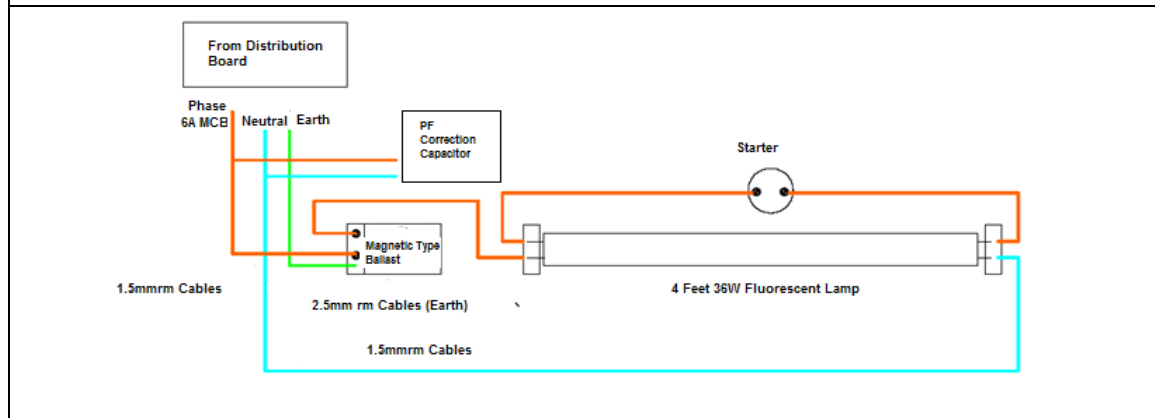 From Distribution
Board
Phase
6A MCB
Neutral
Earth
PF
Correction
Capacitor
Starter
Magnetic Type
Ballast
1.5mmrm Cables
2.5mm rm Cables (Earth)
4 Feet 36W Fluorescent Lamp
1.5mmrm Cables